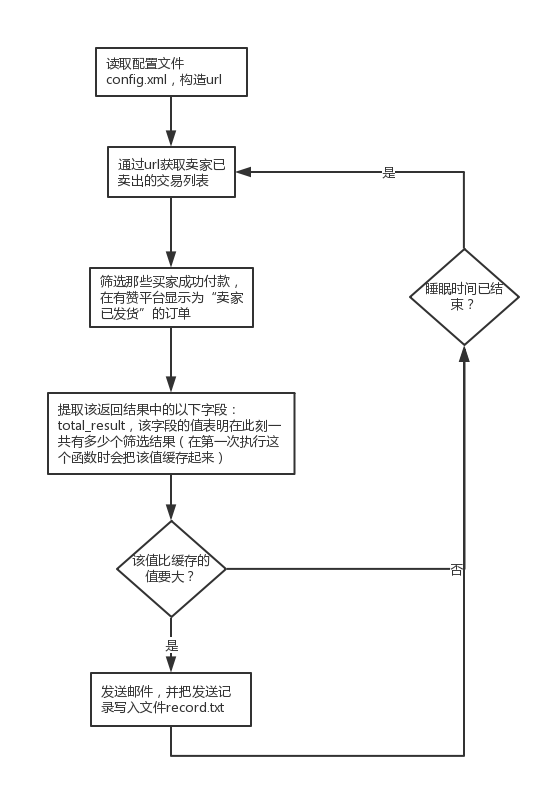 读取配置文件
config.xml，构造url
通过url获取卖家已
卖出的交易列表
是
筛选那些买家成功付款，
在有赞平台显示为“卖家
已发货”的订单
睡眠时间已结
束？
提取该返回结果中的以下字段：
total_result，该字段的值表明在此刻一
共有多少个筛选结果（在第一次执行这
个函数时会把该值缓存起来）
该值比缓存的
值要大？
否
是
发送邮件，并把发送记
录写入文件record.txt